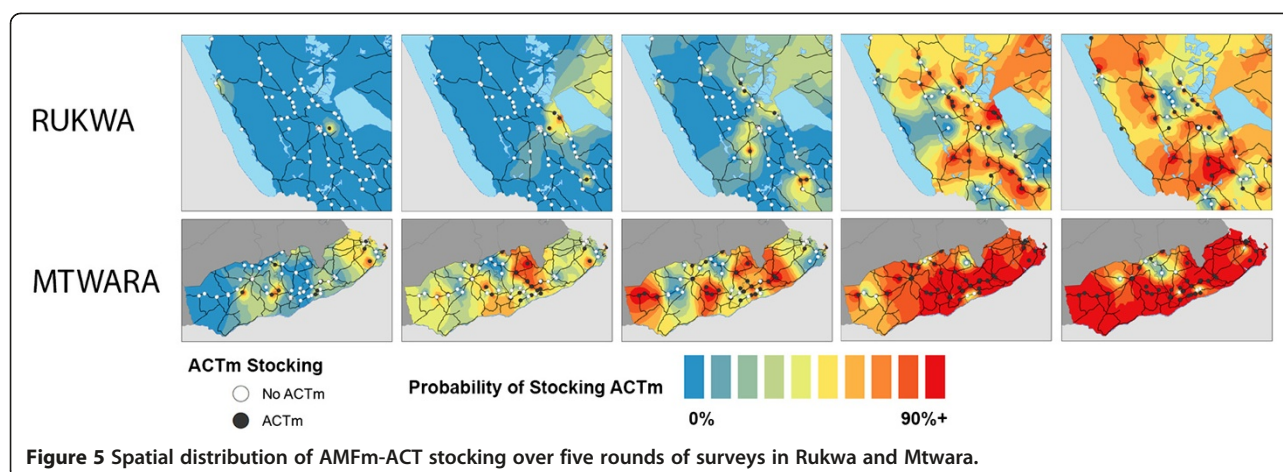 RUKWA
MTWARA
ACTm Stocking
No ACTm
ACTm
Probability of Stocking ACTm
0%
90%+
Figure 5 Spatial distribution of AMFm-ACT stocking over five rounds of surveys in Rukwa and Mtwara.